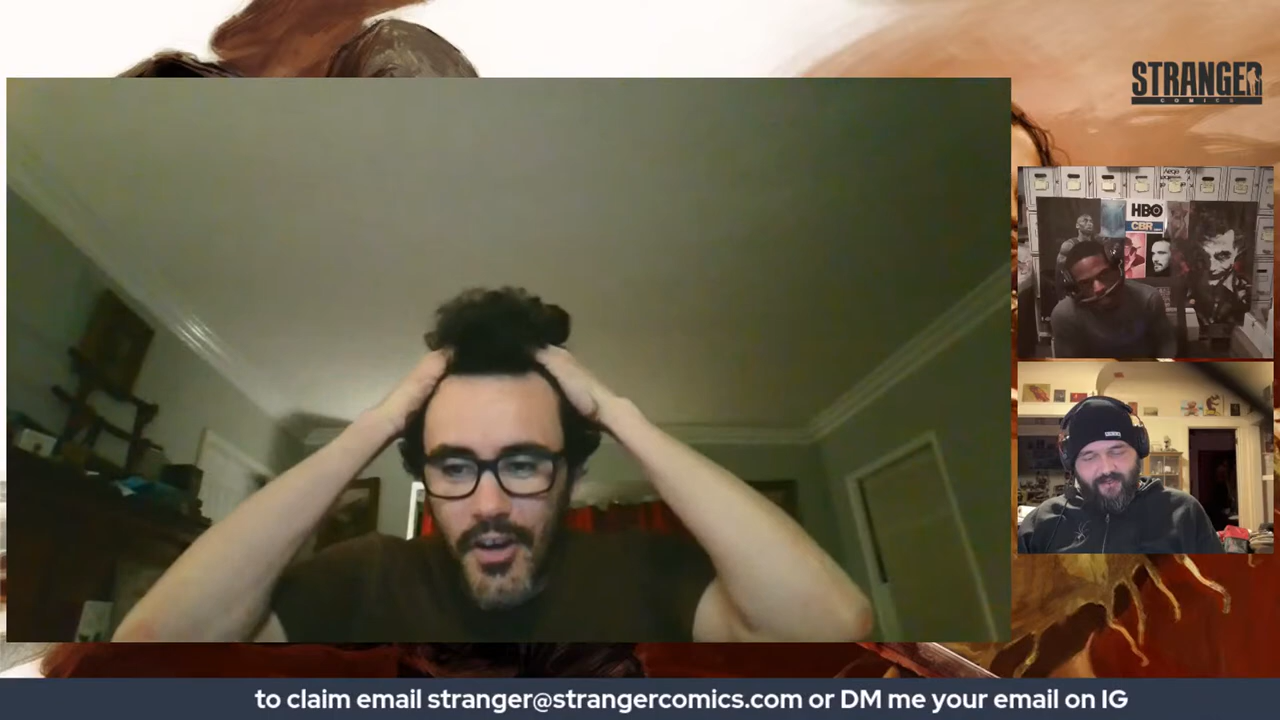 STRANGER
COMICS
HBO
CBR
to claim email stranger@strangercomics.com or DM me your email on IG